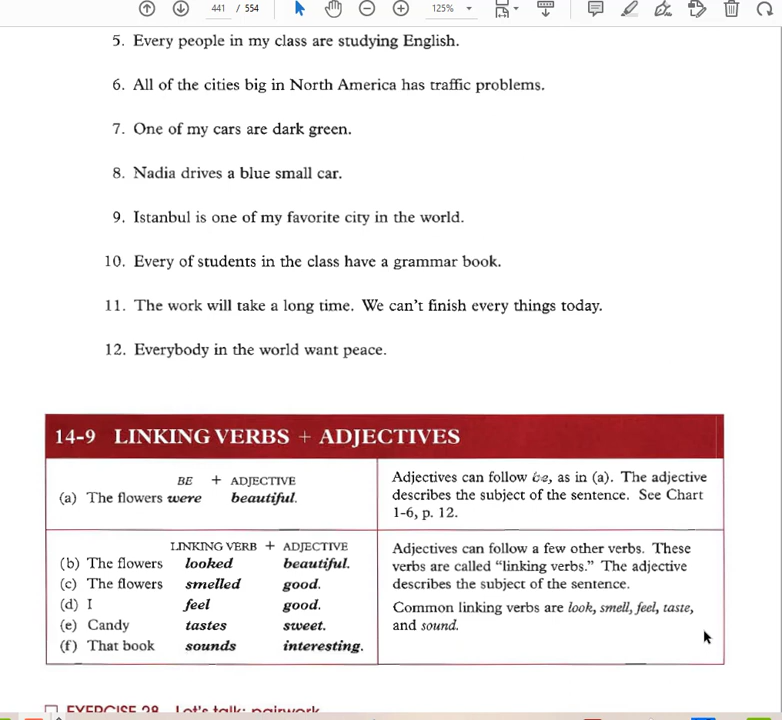 441 / 554
125%
5. Every people in my class are studying English.
6. All of the cities big in North America has traffic problems.
7. One of my cars are dark green.
8. Nadia drives a blue small car.
9. Istanbul is one of my favorite city in the world.
10. Every of students in the class have a grammar book.
11. The work will take a long time. We can't finish every things today.
12. Everybody in the world want peace.
14-9 LINKING VERBS + ADJECTIVES
BE + ADJECTIVE
(a) The flowers were beautiful.
Adjectives can follow be, as in (a). The adjective
describes the subject of the sentence. See Chart
1-6, p. 12.
LINKING VERB + ADJECTIVE
(b) The flowers looked beautiful.
(c) The flowers smelled good.
(d) I feel good.
(e) Candy tastes sweet.
(f) That book sounds interesting.
Adjectives can follow a few other verbs. These
verbs are called "linking verbs." The adjective
describes the subject of the sentence.
Common linking verbs are look, smell, feel, taste,
and sound.
EXERCISE 28. Let's talk: pairwork.